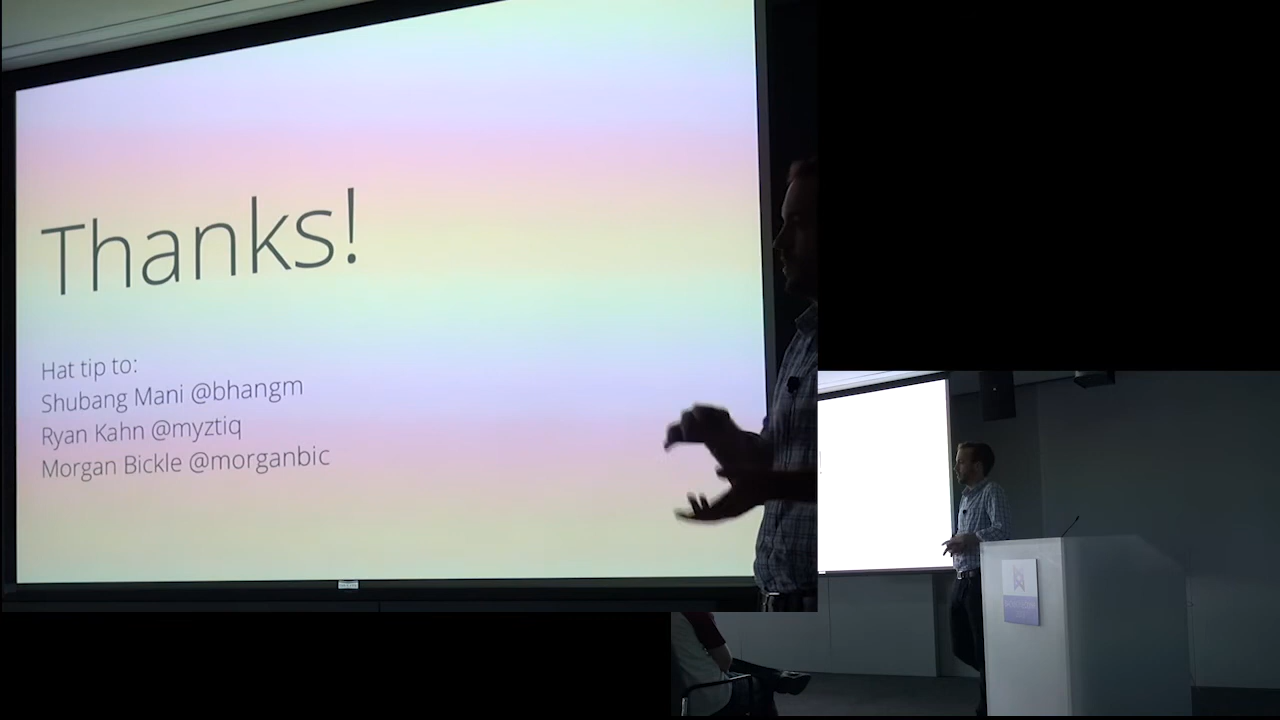 Thanks!
Hat tip to:
Shubang Mani @bhangm
Ryan Kahn @myztiq
Morgan Bickle @morganbic